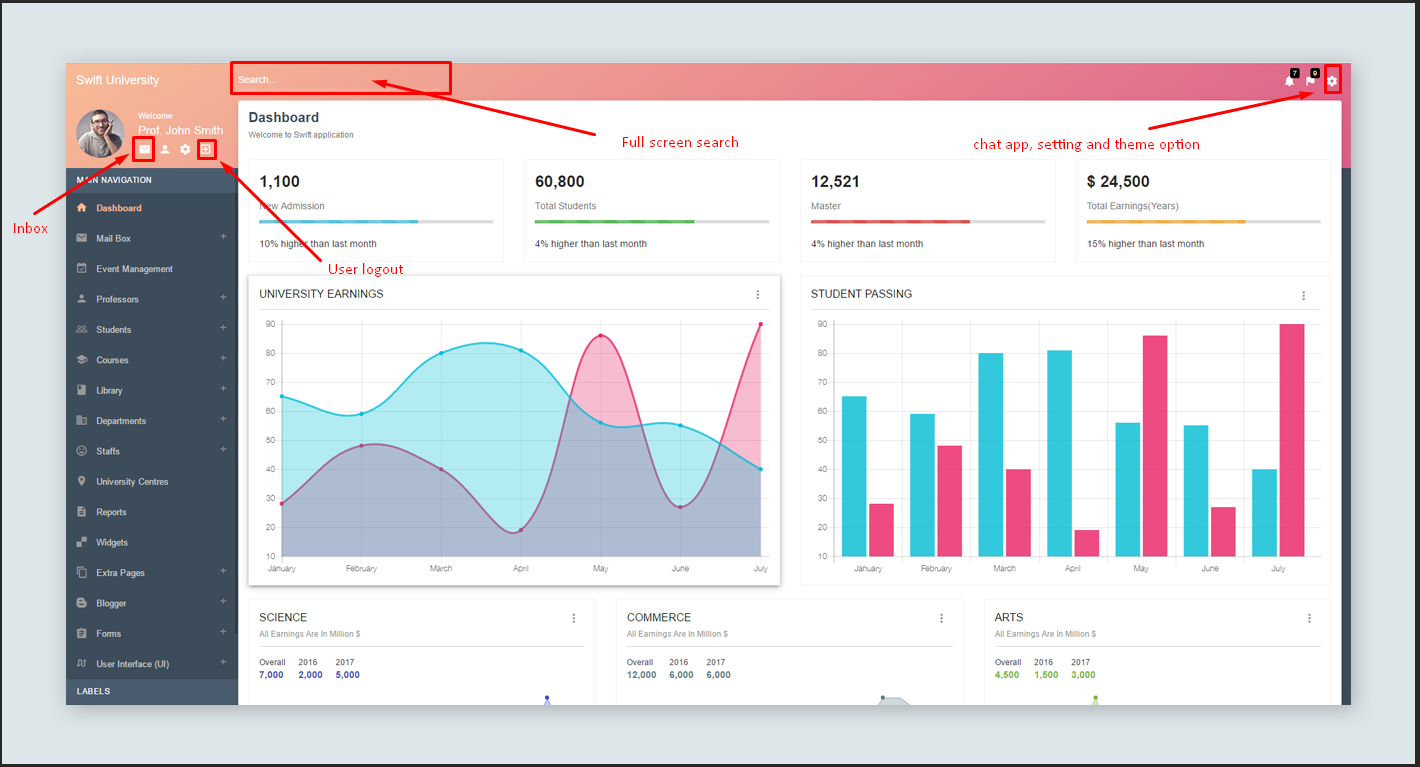 Swift University
Search...
7
9
Welcome
Prof. John Smith
Dashboard
Welcome to Swift application
Full screen search
chat app, setting and theme option
Inbox
User logout
MAIN NAVIGATION
Dashboard
Mail Box +
Event Management
Professors +
Students +
Courses +
Library +
Departments +
Staffs +
University Centres
Reports
Widgets
Extra Pages +
Blogger +
Forms +
User Interface (UI) +
LABELS
1,100
New Admission
10% higher than last month
60,800
Total Students
4% higher than last month
12,521
Master
4% higher than last month
$ 24,500
Total Earnings(Years)
15% higher than last month
UNIVERSITY EARNINGS
90
80
70
60
50
40
30
20
10
January February March April May June July
STUDENT PASSING
90
80
70
60
50
40
30
20
10
January February March April May June July
SCIENCE
All Earnings Are In Million $
Overall 2016 2017
7,000 2,000 5,000
COMMERCE
All Earnings Are In Million $
Overall 2016 2017
12,000 6,000 6,000
ARTS
All Earnings Are In Million $
Overall 2016 2017
4,500 1,500 3,000